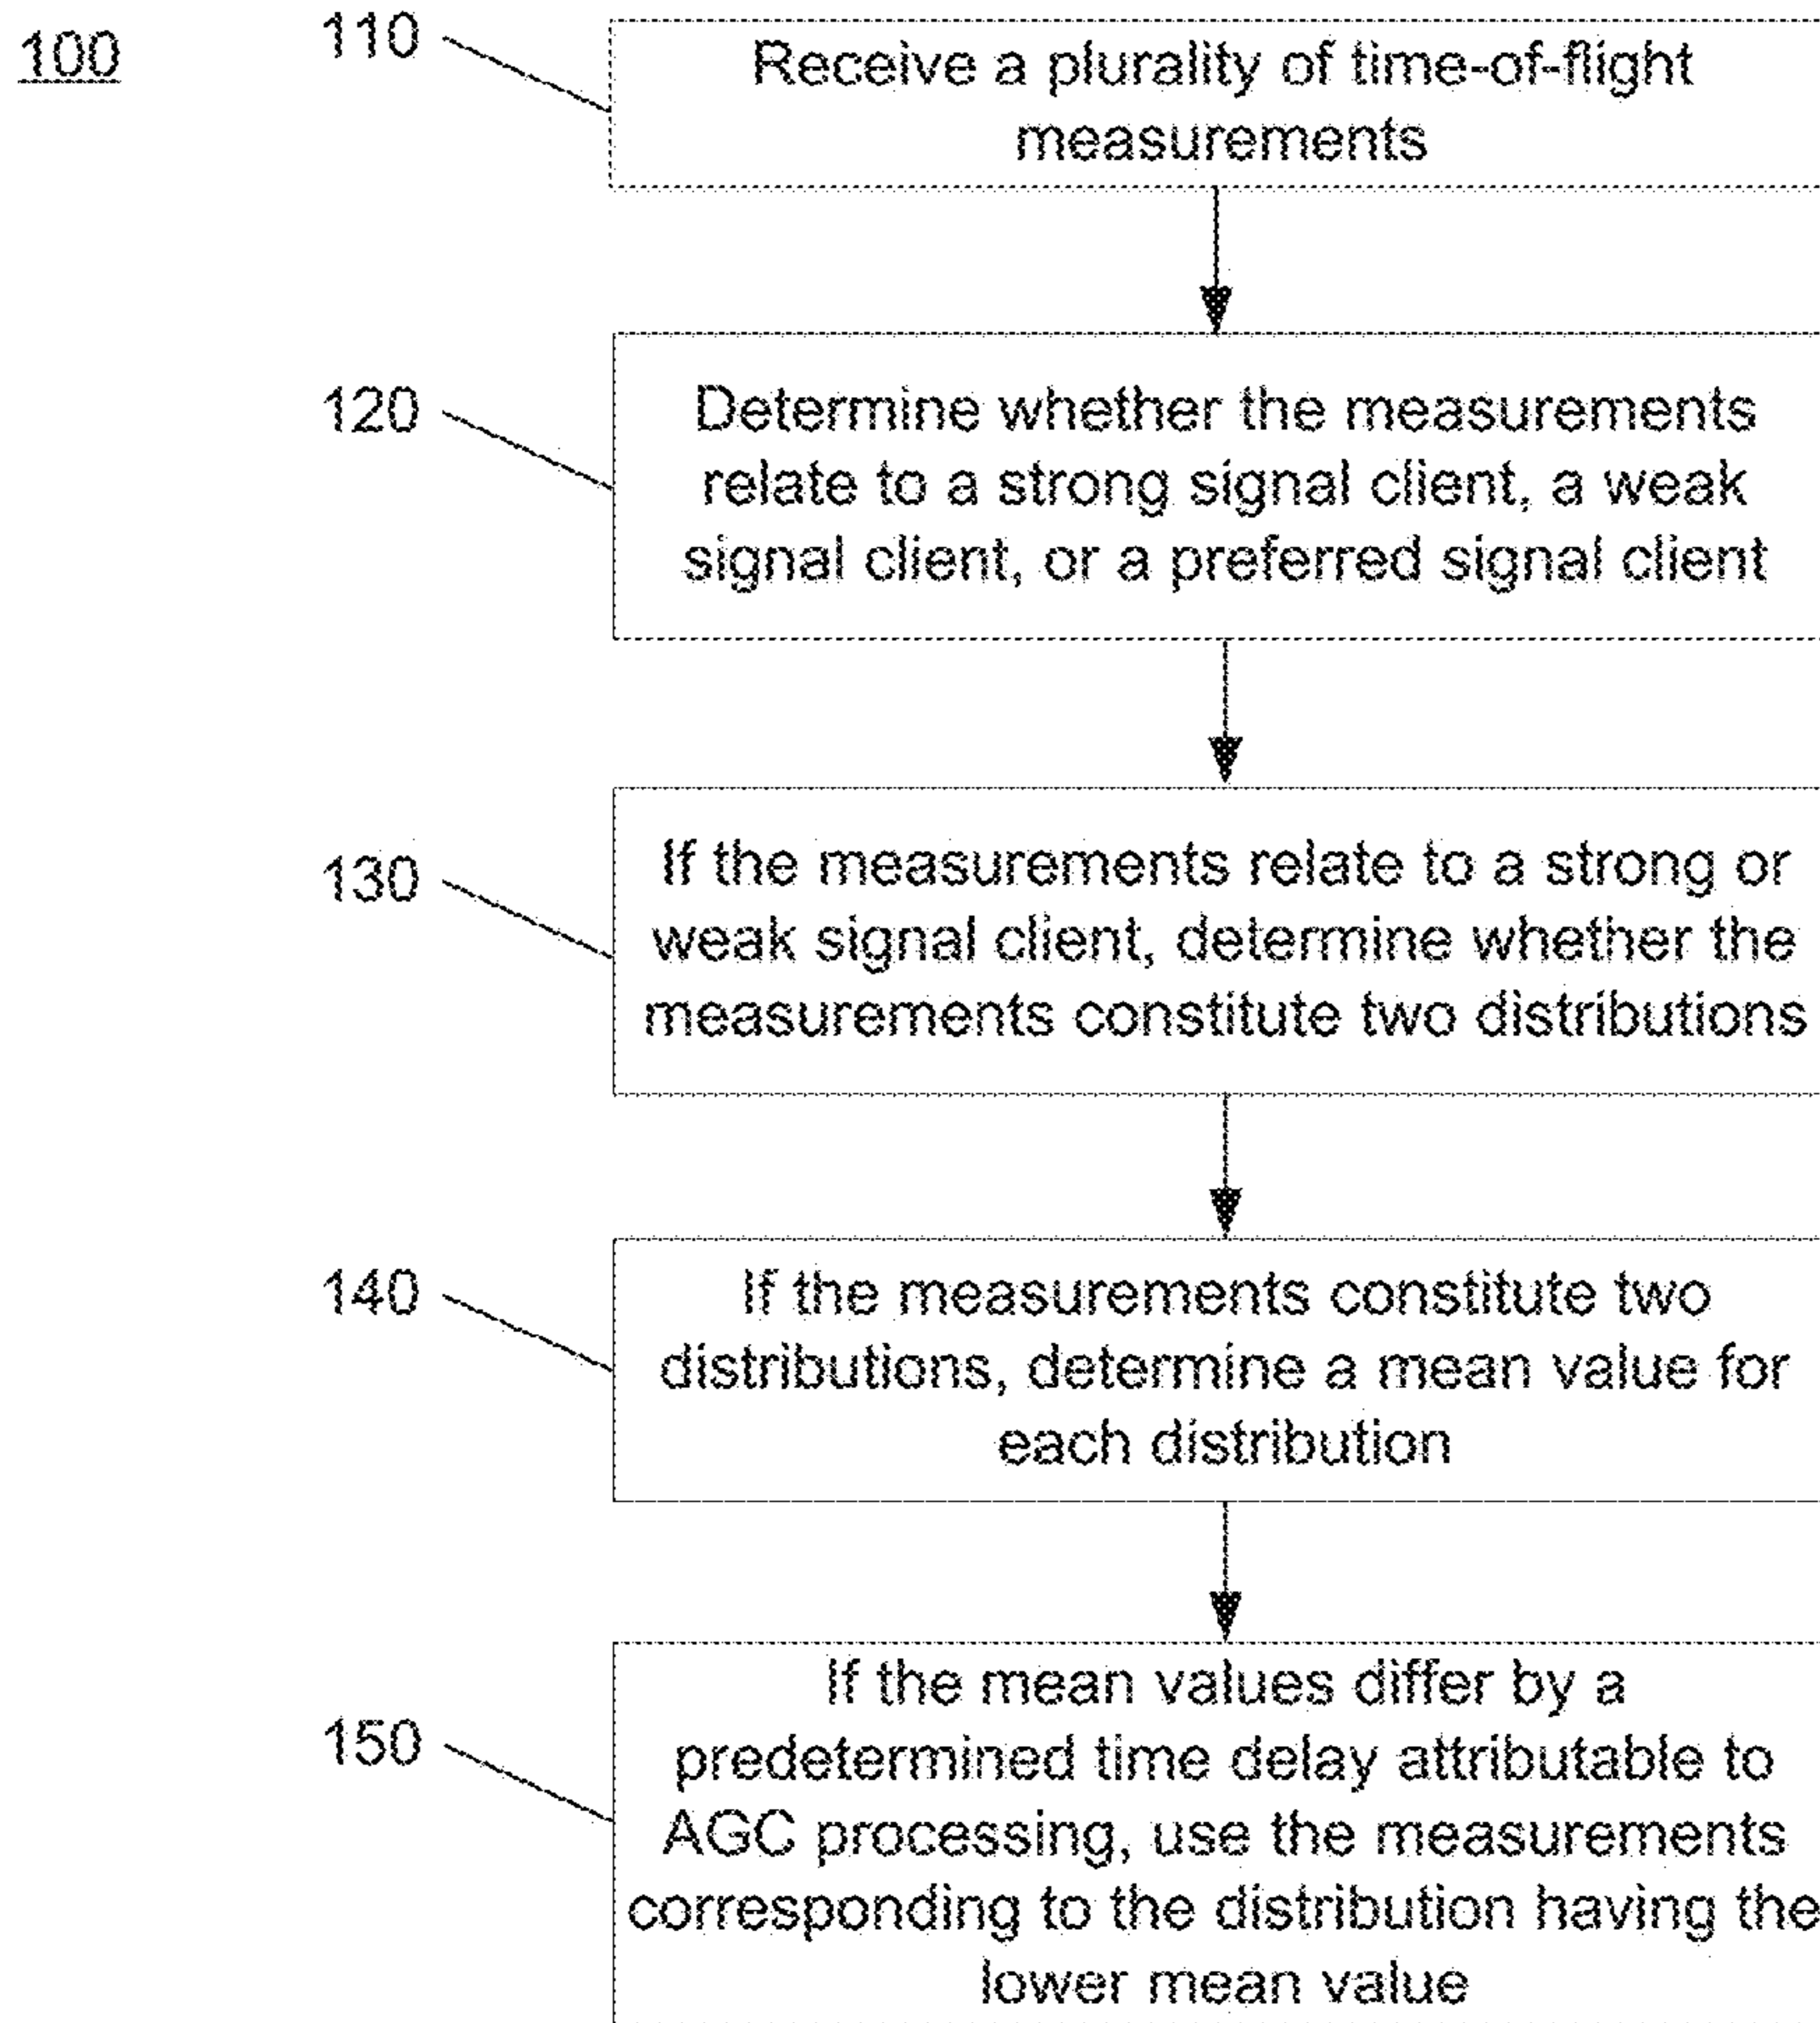 100
110
Receive a plurality of time-of-flight
measurements
120
Determine whether the measurements
relate to a strong signal client, a weak
signal client, or a preferred signal client
130
If the measurements relate to a strong or
weak signal client, determine whether the
measurements constitute two distributions
140
If the measurements constitute two
distributions, determine a mean value for
each distribution
150
If the mean values differ by a
predetermined time delay attributable to
AGC processing, use the measurements
corresponding to the distribution having the
lower mean value